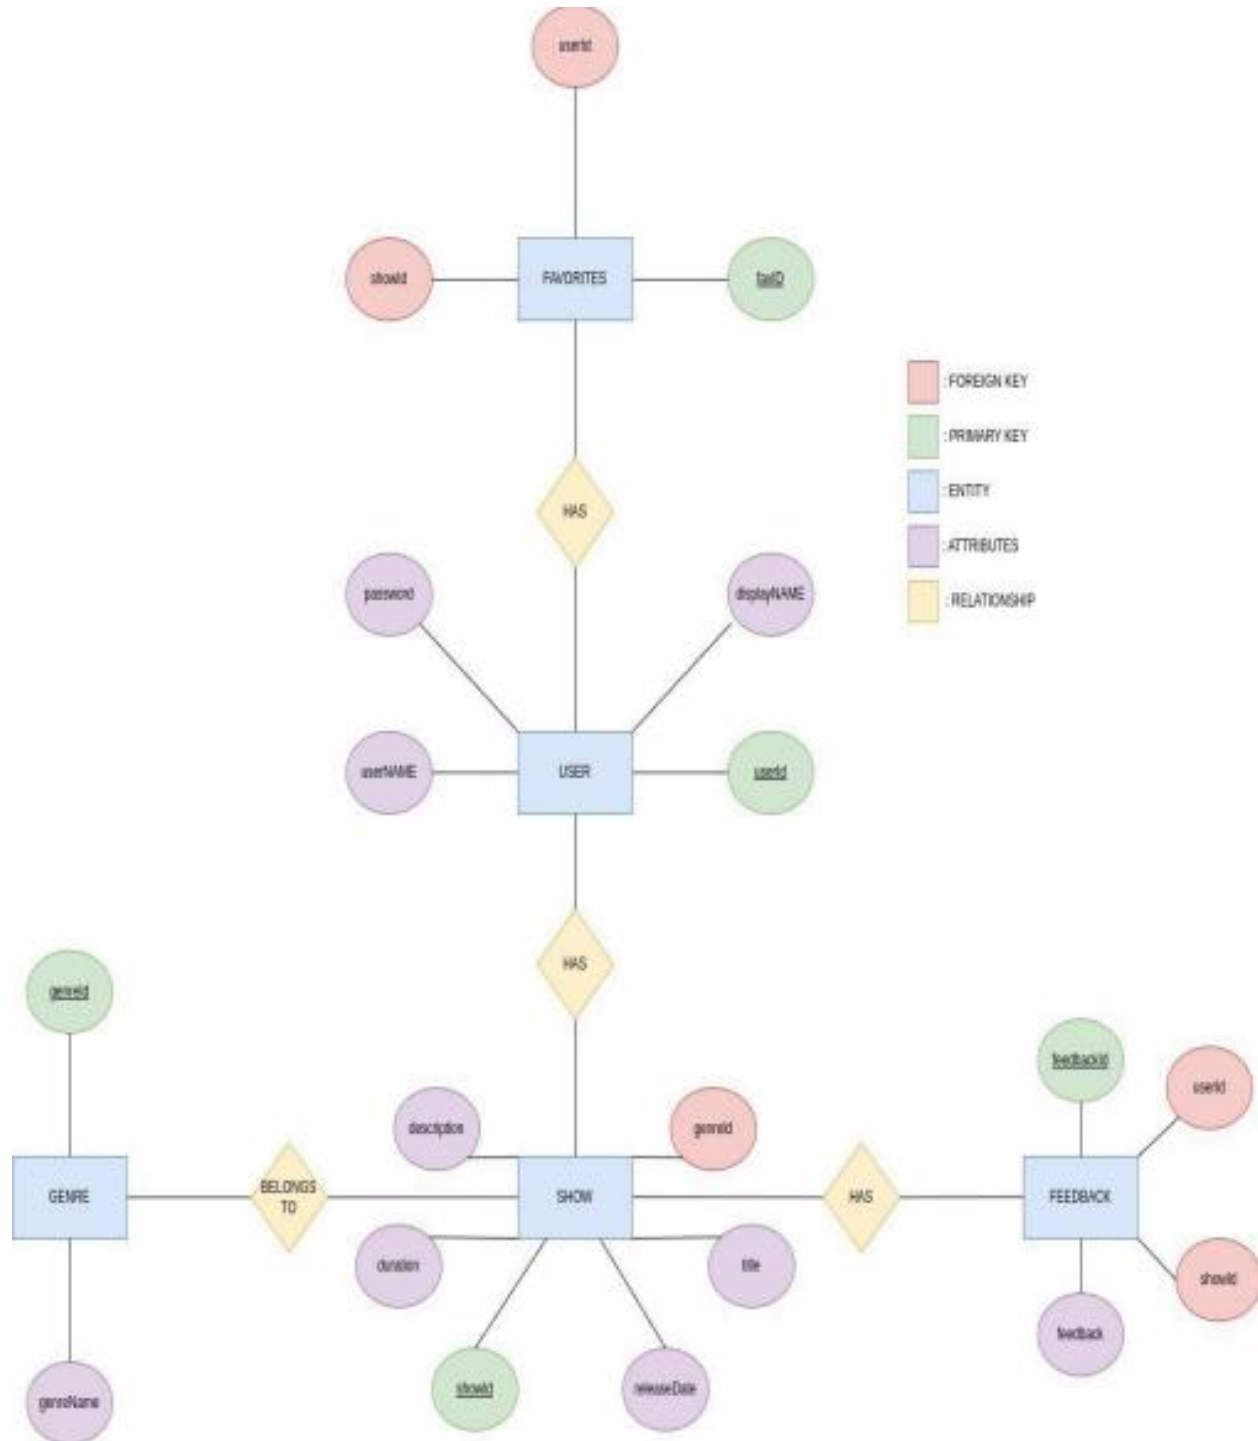 userId
showId
FAVORITES
favID
: FOREIGN KEY
: PRIMARY KEY
: ENTITY
: ATTRIBUTES
: RELATIONSHIP
HAS
password
displayNAME
userNAME
USER
userId
HAS
genreId
description
genreId
feedbackId
userId
GENRE
BELONGS
TO
SHOW
HAS
FEEDBACK
duration
title
showId
feedback
genreName
showId
releaseDate